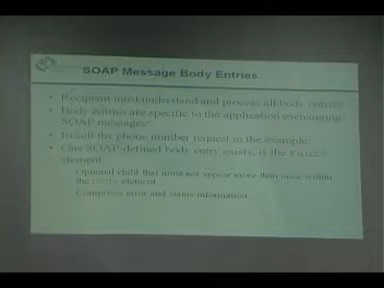 SOAP Message Body Entries
Recipient must understand and process all body entries
Body entries are specific to the application exchanging
SOAP messages
Recall the phone number request in the example
One SOAP-defined body entry exists, is the Fault
element
Optional child that must not appear more than once within
the element
Comprises error and status information